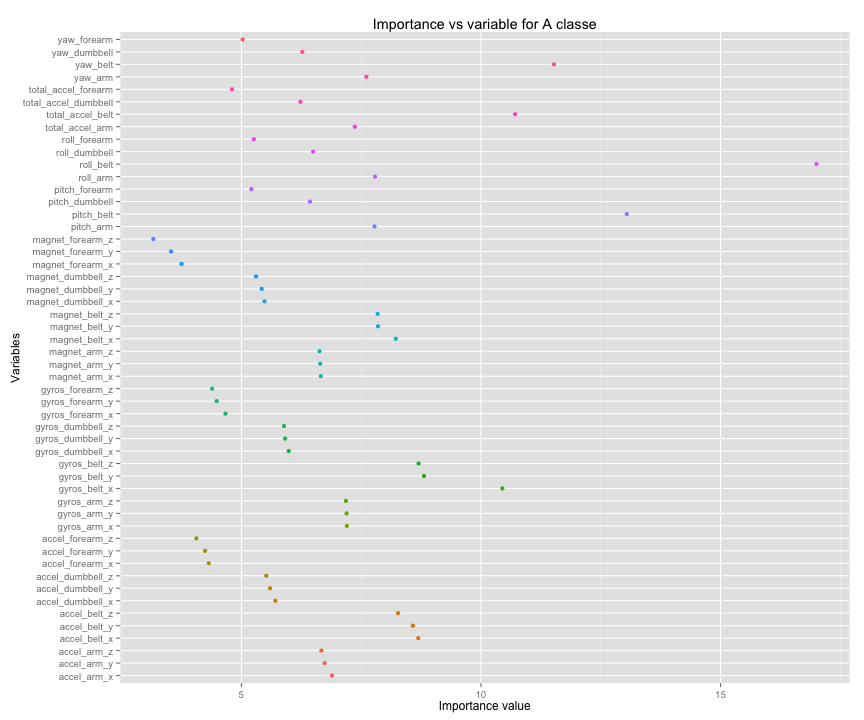 Importance vs variable for A classe
Variables
yaw_forearm
yaw_dumbbell
yaw_belt
yaw_arm
total_accel_forearm
total_accel_dumbbell
total_accel_belt
total_accel_arm
roll_forearm
roll_dumbbell
roll_belt
roll_arm
pitch_forearm
pitch_dumbbell
pitch_belt
pitch_arm
magnet_forearm_z
magnet_forearm_y
magnet_forearm_x
magnet_dumbbell_z
magnet_dumbbell_y
magnet_dumbbell_x
magnet_belt_z
magnet_belt_y
magnet_belt_x
magnet_arm_z
magnet_arm_y
magnet_arm_x
gyros_forearm_z
gyros_forearm_y
gyros_forearm_x
gyros_dumbbell_z
gyros_dumbbell_y
gyros_dumbbell_x
gyros_belt_z
gyros_belt_y
gyros_belt_x
gyros_arm_z
gyros_arm_y
gyros_arm_x
accel_forearm_z
accel_forearm_y
accel_forearm_x
accel_dumbbell_z
accel_dumbbell_y
accel_dumbbell_x
accel_belt_z
accel_belt_y
accel_belt_x
accel_arm_z
accel_arm_y
accel_arm_x
5 10 15
Importance value